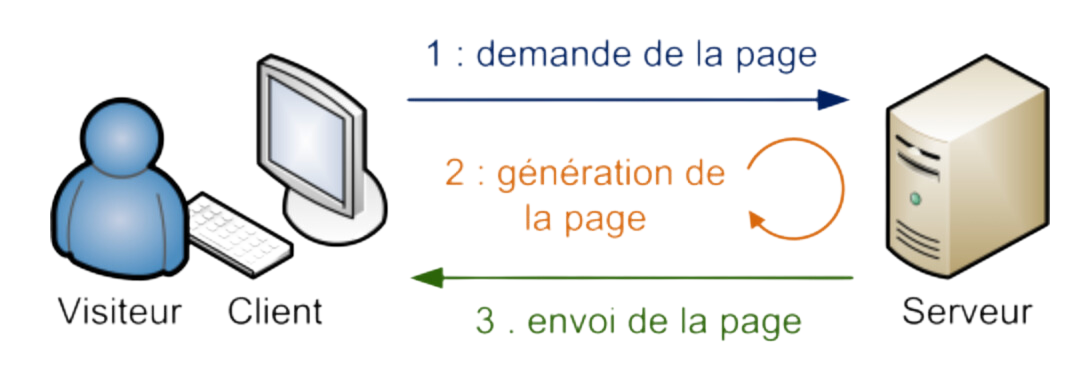 1 : demande de la page
2 : génération de
la page
3 . envoi de la page
Visiteur
Client
Serveur